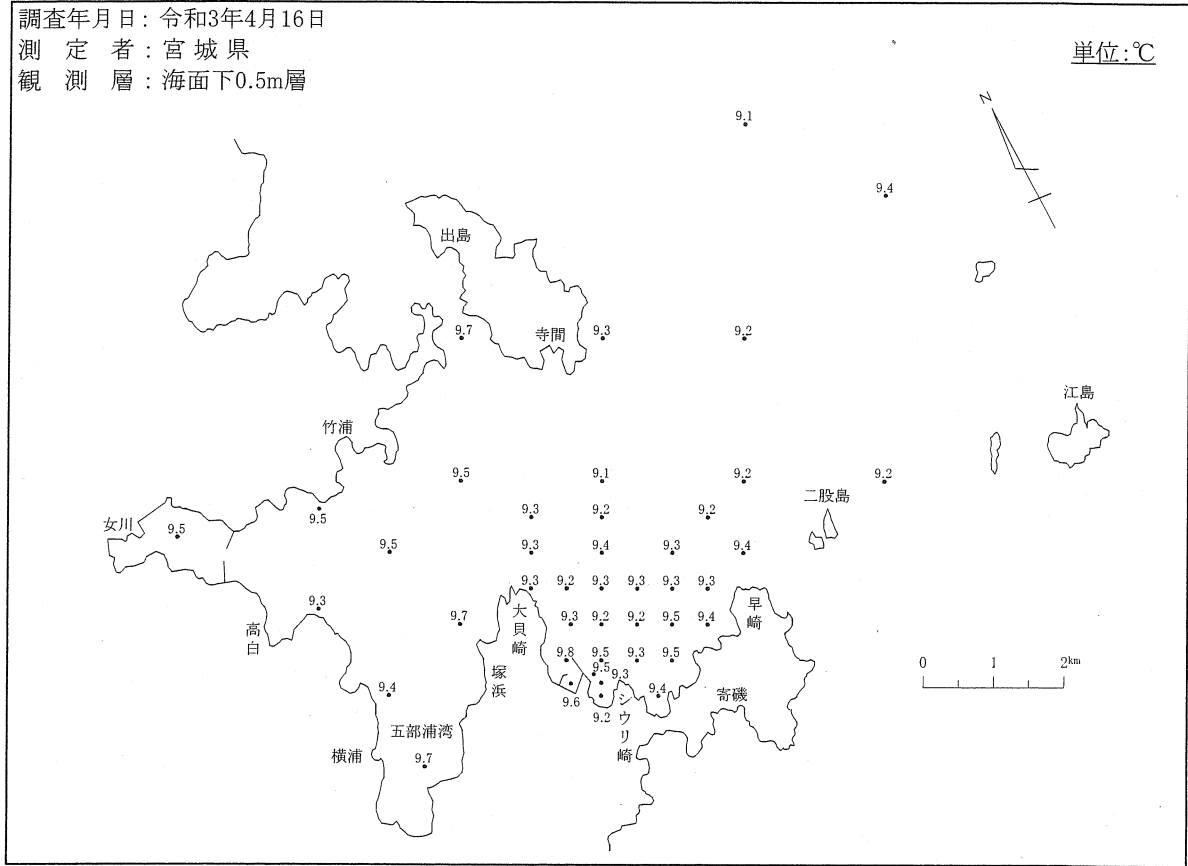 調査年月日：令和3年4月16日
測　定　者：宮 城 県
観　測　層：海面下0.5m層
単位:℃
N
9.1
9.4
出島
寺間
9.7
9.3
9.2
江島
竹浦
9.5
9.1
9.2
9.2
二股島
女川
9.5
9.5
9.3
9.2
9.2
9.5
9.3
9.4
9.3
9.4
9.3
9.2
9.3
9.3
9.3
9.3
9.3
高白
9.7
大貝崎
9.3
9.2
9.2
9.5
9.4
早崎
塚浜
9.8
9.5
9.3
9.5
9.5
9.3
0 1 2km
9.4
9.6
9.2
シウリ崎
9.4
寄磯
五部浦湾
横浦
9.7